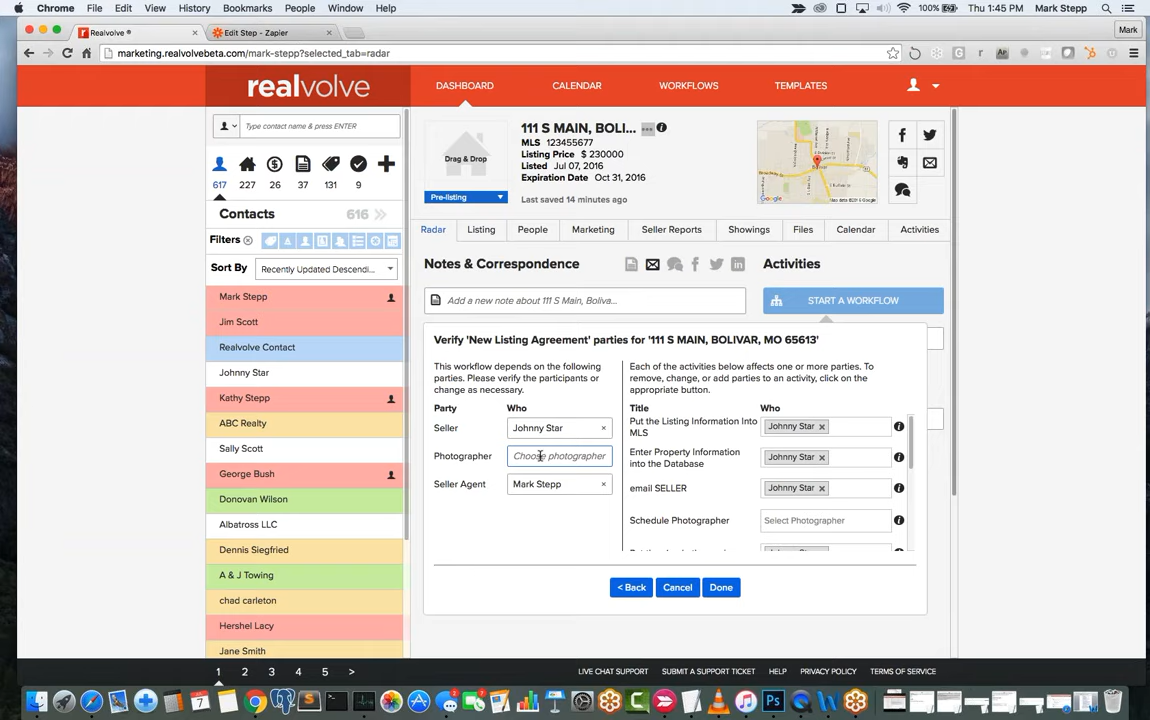 Chrome File Edit View History Bookmarks People Window Help 100% Thu 1:45 PM Mark Stepp
Realvolve ® × Edit Step - Zapier × Mark
marketing.realvolvebeta.com/mark-stepp?selected_tab=radar
realvolve DASHBOARD CALENDAR WORKFLOWS TEMPLATES
Type contact name & press ENTER
617 227 26 37 131 9
Contacts 616
Filters
Sort By Recently Updated Descendi...
Mark Stepp
Jim Scott
Realvolve Contact
Johnny Star
Kathy Stepp
ABC Realty
Sally Scott
George Bush
Donovan Wilson
Albatross LLC
Dennis Siegfried
A & J Towing
chad carleton
Hershel Lacy
Jane Smith
1 2 3 4 5 >
Drag & Drop
Pre-listing
111 S MAIN, BOLI...
MLS 123455677
Listing Price $ 230000
Listed Jul 07, 2016
Expiration Date Oct 31, 2016
Last saved 14 minutes ago
Google
Radar Listing People Marketing Seller Reports Showings Files Calendar Activities
Notes & Correspondence
Add a new note about 111 S Main, Boliva...
Activities
START A WORKFLOW
Verify 'New Listing Agreement' parties for '111 S MAIN, BOLIVAR, MO 65613'
This workflow depends on the following
parties. Please verify the participants or
change as necessary.
Party Who
Seller Johnny Star ×
Photographer Choose photographer
Seller Agent Mark Stepp ×
Each of the activities below affects one or more parties. To
remove, change, or add parties to an activity, click on the
appropriate button.
Title Who
Put the Listing Information Into
MLS Johnny Star ×
Enter Property Information
into the Database Johnny Star ×
email SELLER Johnny Star ×
Schedule Photographer Select Photographer
< Back Cancel Done
LIVE CHAT SUPPORT SUBMIT A SUPPORT TICKET HELP PRIVACY POLICY TERMS OF SERVICE